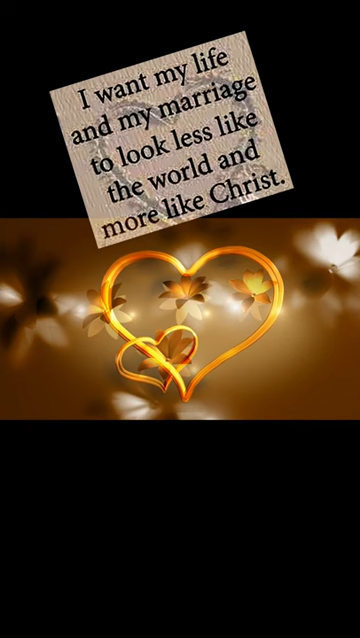 I want my life
and my marriage
to look less like
the world and
more like Christ.